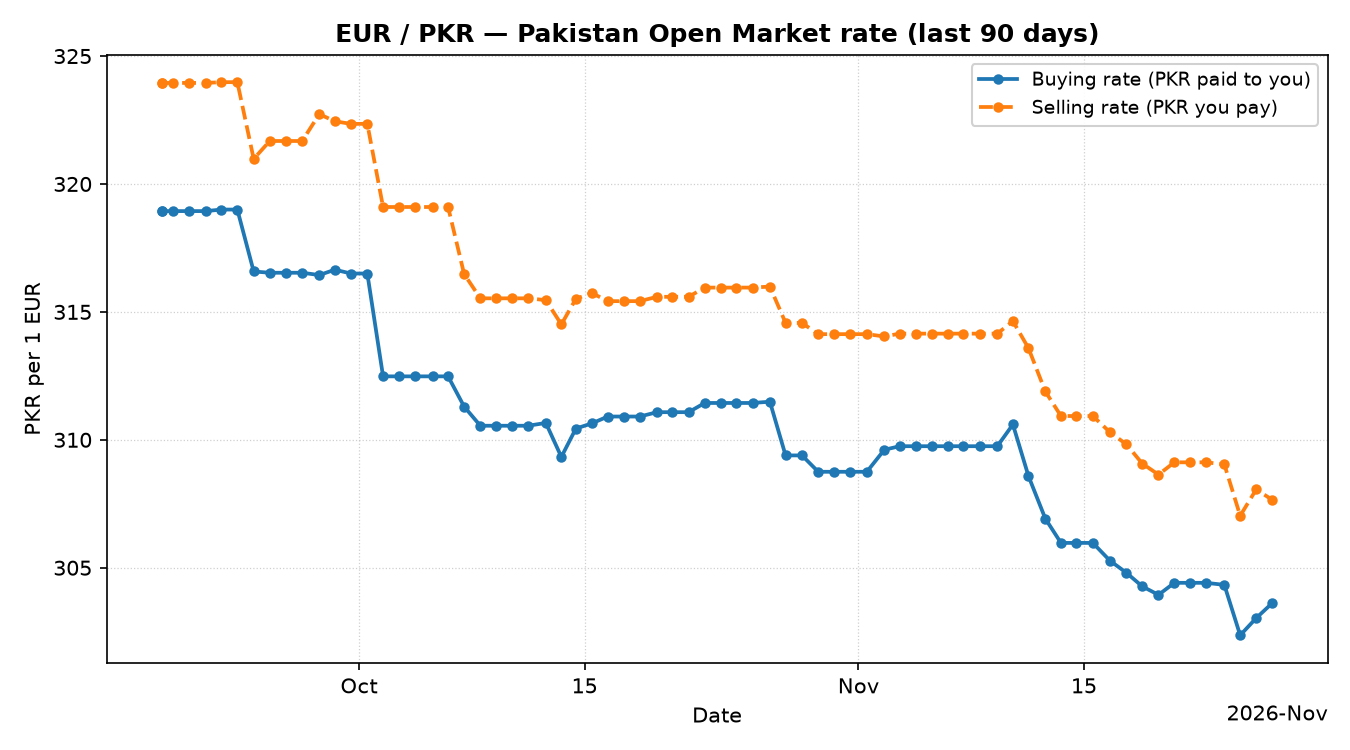 EUR / PKR — Pakistan Open Market rate (last 90 days)
325
320
315
310
305
PKR per 1 EUR
Buying rate (PKR paid to you)
Selling rate (PKR you pay)
Oct
15
Nov
15
Date
2026-Nov